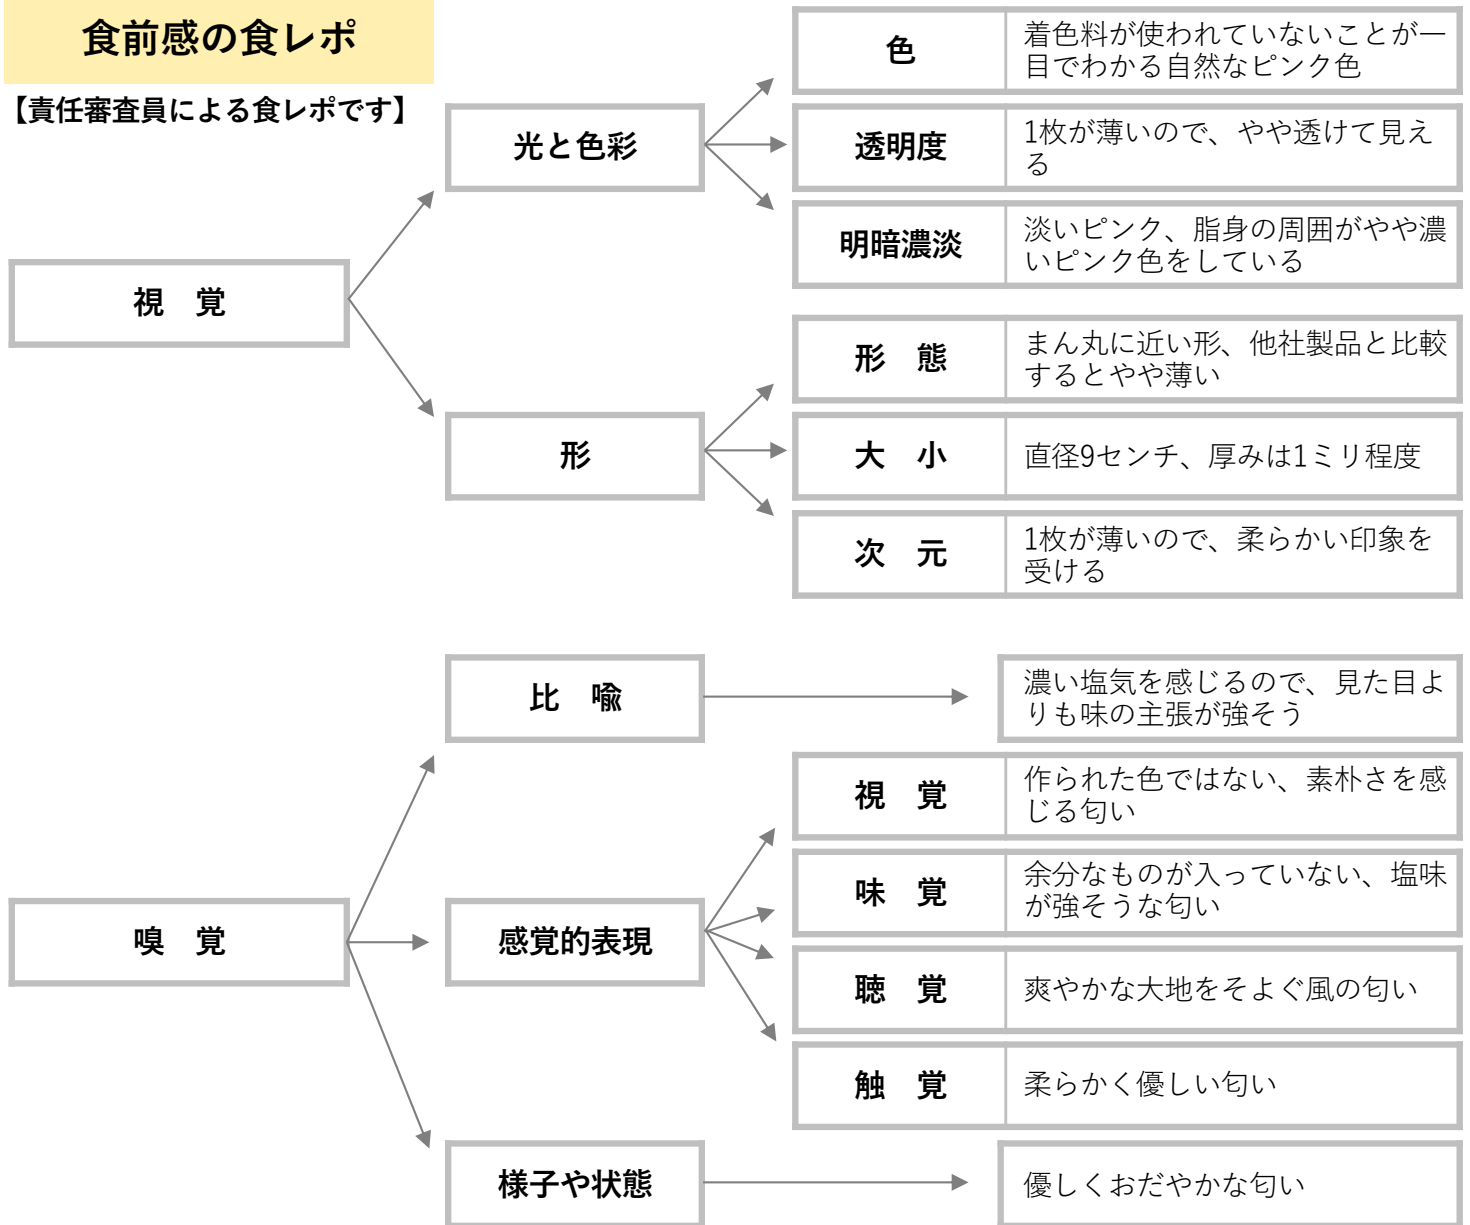 食前感の食レポ
【責任審査員による食レポです】
視　覚
光と色彩
色
着色料が使われていないことが一
目でわかる自然なピンク色
透明度
1枚が薄いので、やや透けて見え
る
明暗濃淡
淡いピンク、脂身の周囲がやや濃
いピンク色をしている
形
形　態
まん丸に近い形、他社製品と比較
するとやや薄い
大　小
直径9センチ、厚みは1ミリ程度
次　元
1枚が薄いので、柔らかい印象を
受ける
嗅　覚
比　喩
濃い塩気を感じるので、見た目よ
りも味の主張が強そう
感覚的表現
視　覚
作られた色ではない、素朴さを感
じる匂い
味　覚
余分なものが入っていない、塩味
が強そうな匂い
聴　覚
爽やかな大地をそよぐ風の匂い
触　覚
柔らかく優しい匂い
様子や状態
優しくおだやかな匂い